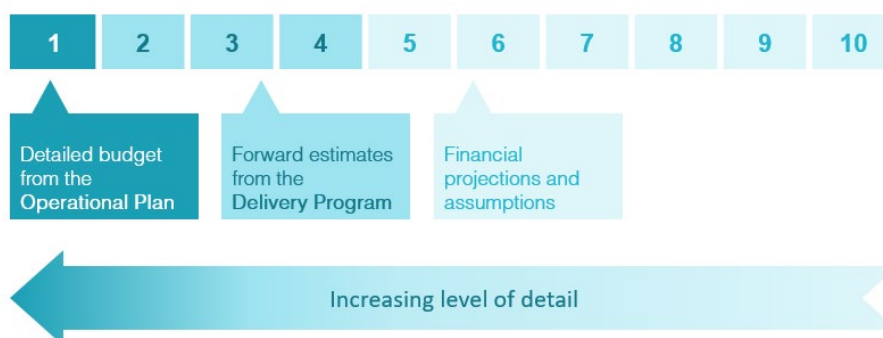 1 2 3 4 5 6 7 8 9 10
Detailed budget
from the
Operational Plan
Forward estimates
from the
Delivery Program
Financial
projections and
assumptions
Increasing level of detail